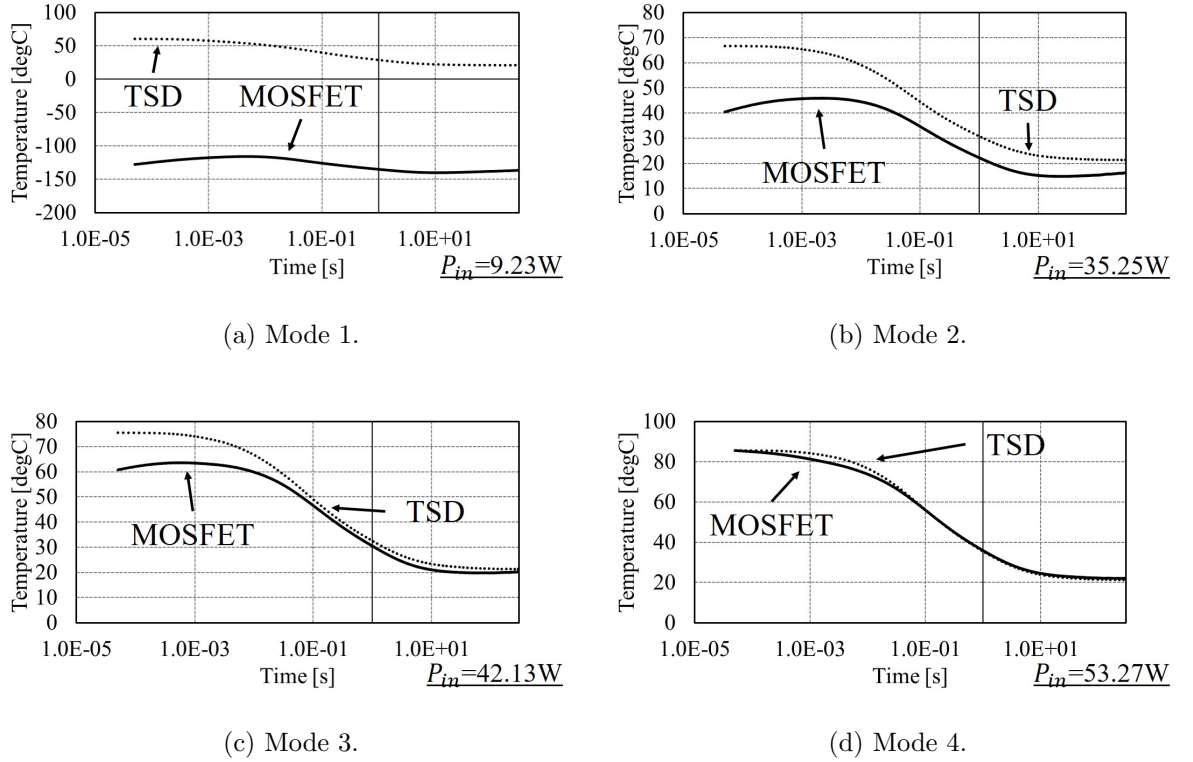 100
50
0
-50
-100
-150
-200
Temperature [degC]
TSD
MOSFET
1.0E-05 1.0E-03 1.0E-01 1.0E+01
Time [s]
P_in=9.23W
(a) Mode 1.
80
70
60
50
40
30
20
10
0
Temperature [degC]
TSD
MOSFET
1.0E-05 1.0E-03 1.0E-01 1.0E+01
Time [s]
P_in=35.25W
(b) Mode 2.
80
70
60
50
40
30
20
10
0
Temperature [degC]
TSD
MOSFET
1.0E-05 1.0E-03 1.0E-01 1.0E+01
Time [s]
P_in=42.13W
(c) Mode 3.
100
80
60
40
20
0
Temperature [degC]
TSD
MOSFET
1.0E-05 1.0E-03 1.0E-01 1.0E+01
Time [s]
P_in=53.27W
(d) Mode 4.